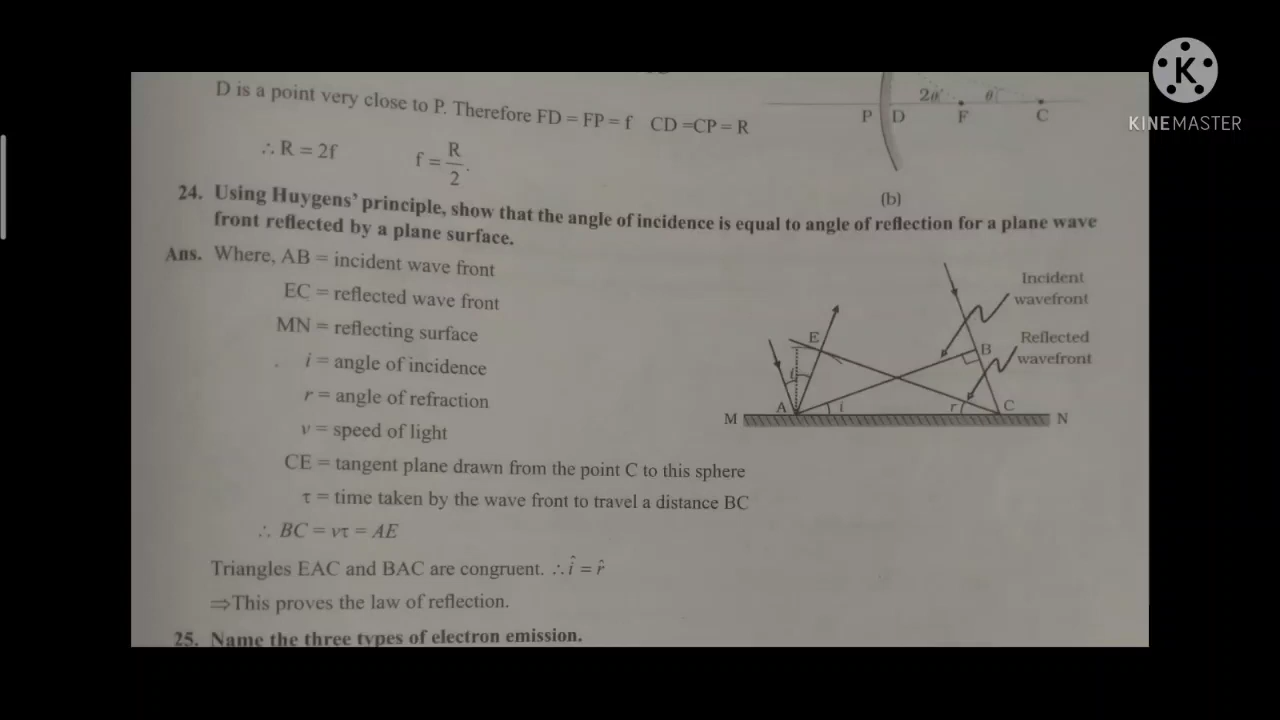 D is a point very close to P. Therefore FD = FP = f CD =CP = R
∴ R = 2f f = R/2.
2θ θ
P D F C
(b)
KINEMASTER
24. Using Huygens' principle, show that the angle of incidence is equal to angle of reflection for a plane wave
front reflected by a plane surface.
Ans. Where, AB = incident wave front
EC = reflected wave front
MN = reflecting surface
i = angle of incidence
r = angle of refraction
v = speed of light
CE = tangent plane drawn from the point C to this sphere
τ = time taken by the wave front to travel a distance BC
∴ BC = vτ = AE
Triangles EAC and BAC are congruent. ∴ î = r̂
⇒This proves the law of reflection.
Incident
wavefront
Reflected
wavefront
E
B
A i r C
M N
25. Name the three types of electron emission.